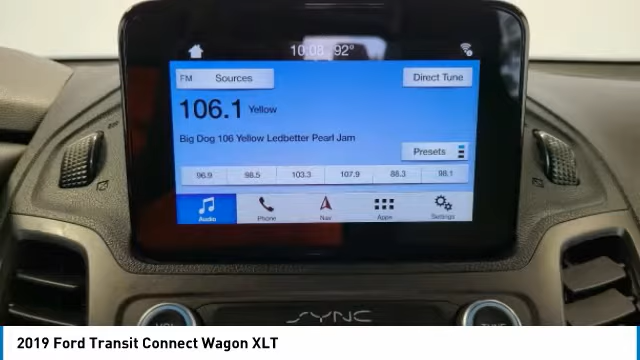 10:08 92°
FM Sources Direct Tune
106.1 Yellow
Big Dog 106 Yellow Ledbetter Pearl Jam
Presets
96.9 98.5 103.3 107.9 88.3 98.1
Audio Phone Nav Apps Settings
SYNC
VOL TUNE
2019 Ford Transit Connect Wagon XLT